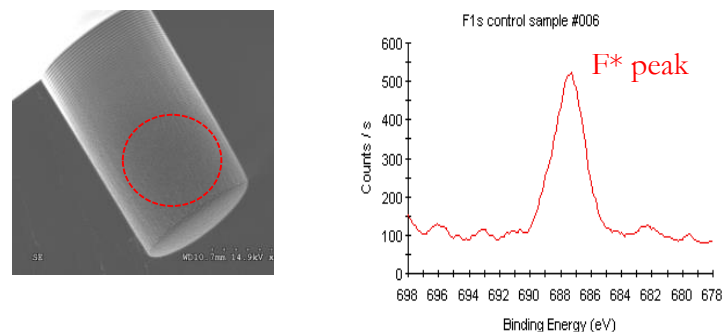 SE
WD10.7mm 14.9kV x
F1s control sample #006
F* peak
Counts / s
600
500
400
300
200
100
0
698 696 694 692 690 688 686 684 682 680 678
Binding Energy (eV)